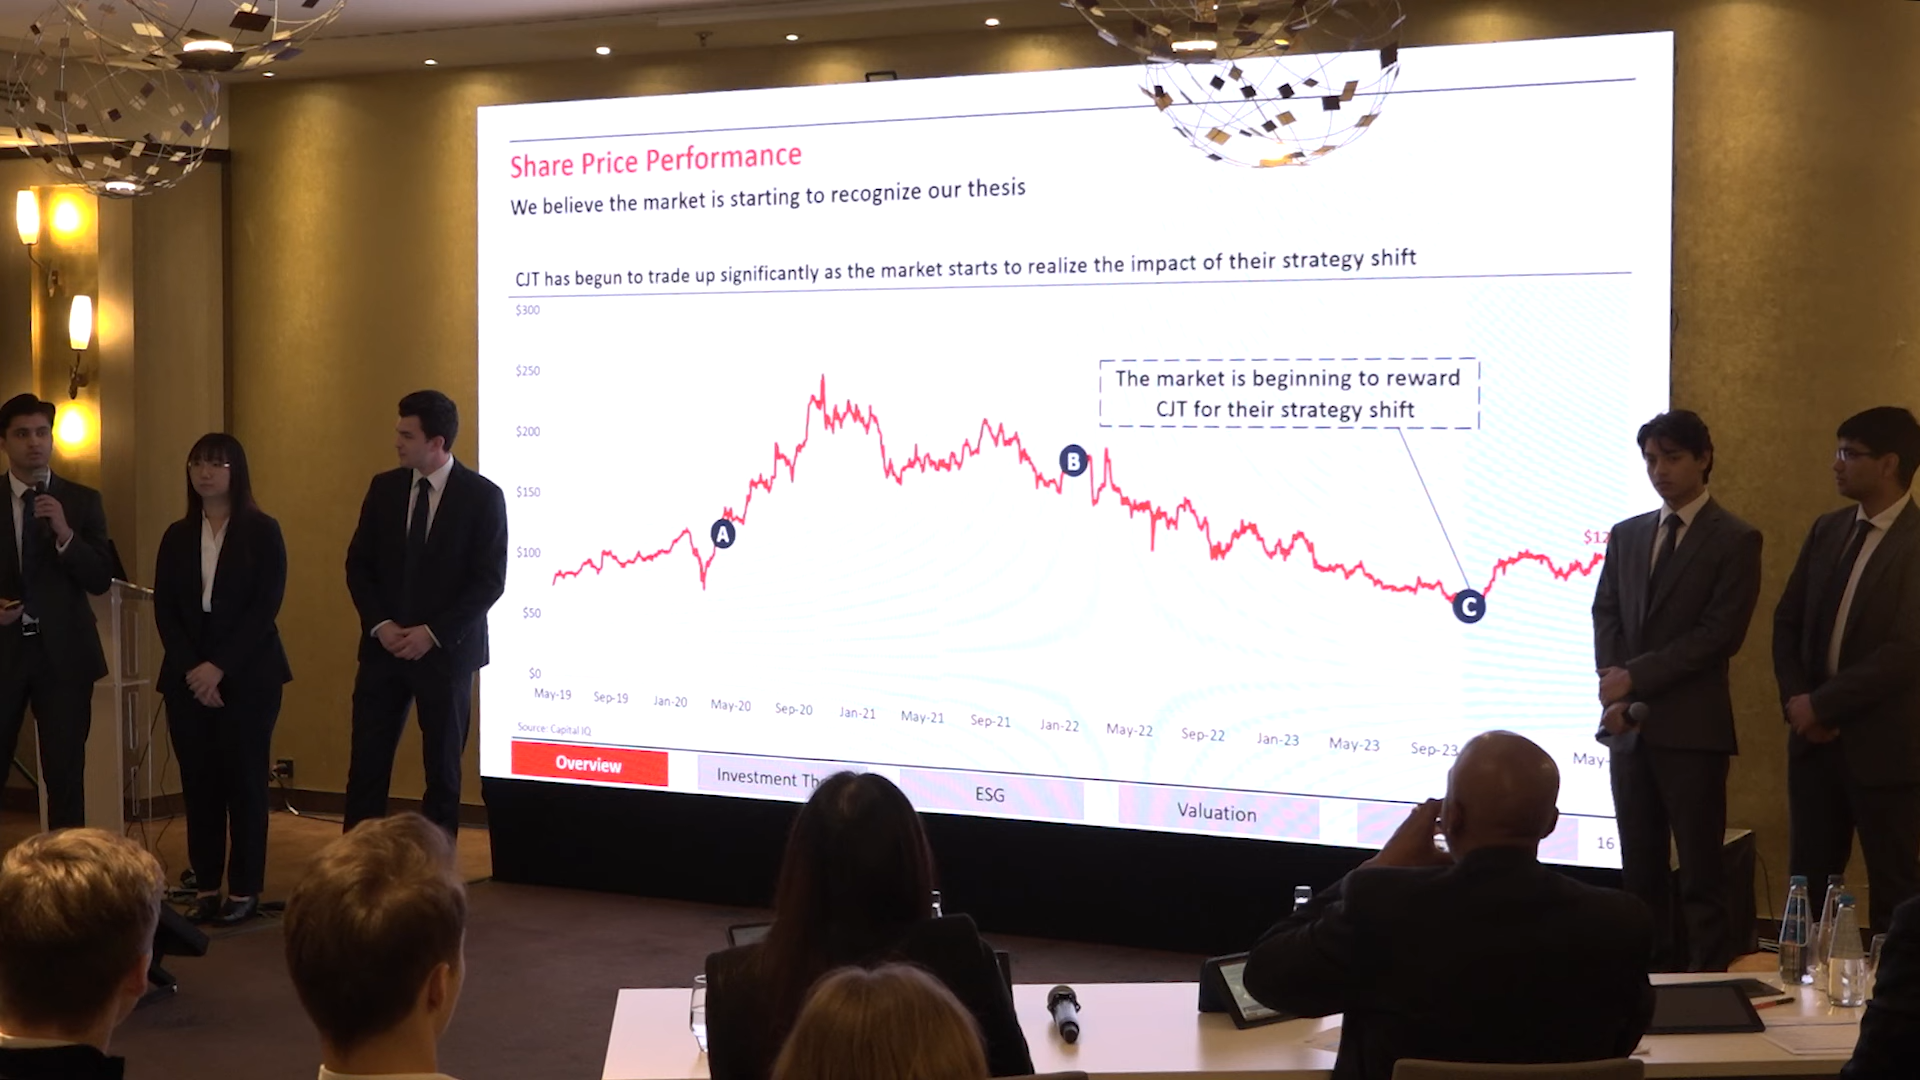 Share Price Performance
We believe the market is starting to recognize our thesis
CJT has begun to trade up significantly as the market starts to realize the impact of their strategy shift
$300
$250
$200
$150
$100
$50
$0
The market is beginning to reward
CJT for their strategy shift
A
B
C
$12
May-19 Sep-19 Jan-20 May-20 Sep-20 Jan-21 May-21 Sep-21 Jan-22 May-22 Sep-22 Jan-23 May-23 Sep-23 May-
Source: Capital IQ
Overview
Investment
ESG
Valuation
16